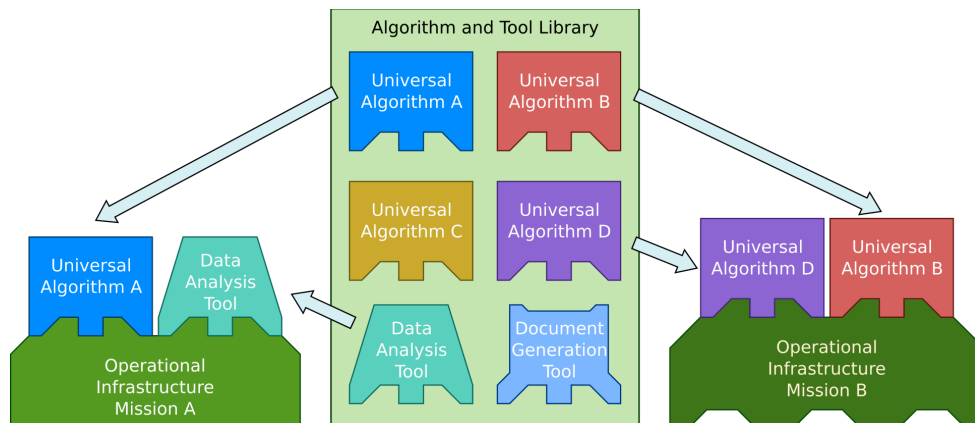 Algorithm and Tool Library
Universal
Algorithm A
Universal
Algorithm B
Universal
Algorithm C
Universal
Algorithm D
Data
Analysis
Tool
Document
Generation
Tool
Universal
Algorithm A
Data
Analysis
Tool
Operational
Infrastructure
Mission A
Universal
Algorithm D
Universal
Algorithm B
Operational
Infrastructure
Mission B